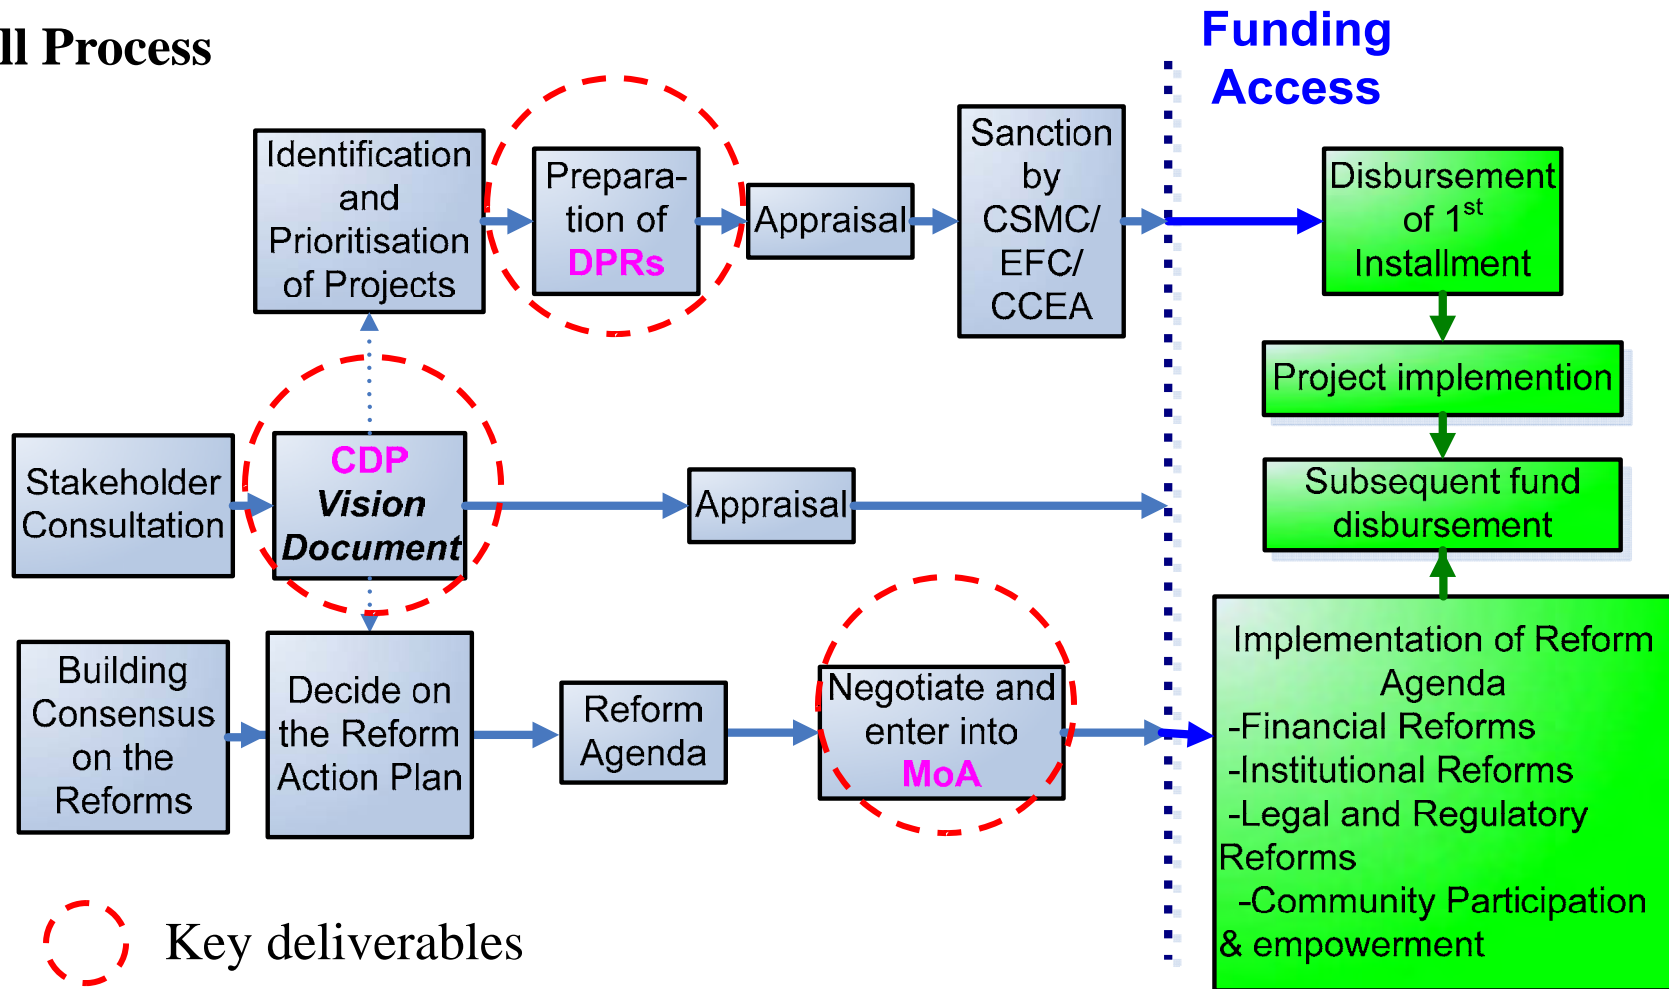 ll Process
Funding
Access
Identification
and
Prioritisation
of Projects
Prepara-
tion of
DPRs
Appraisal
Sanction
by
CSMC/
EFC/
CCEA
Disbursement
of 1st
Installment
Project implemention
Stakeholder
Consultation
CDP
Vision
Document
Appraisal
Subsequent fund
disbursement
Building
Consensus
on the
Reforms
Decide on
the Reform
Action Plan
Reform
Agenda
Negotiate and
enter into
MoA
Implementation of Reform
Agenda
-Financial Reforms
-Institutional Reforms
-Legal and Regulatory
Reforms
-Community Participation
& empowerment
Key deliverables